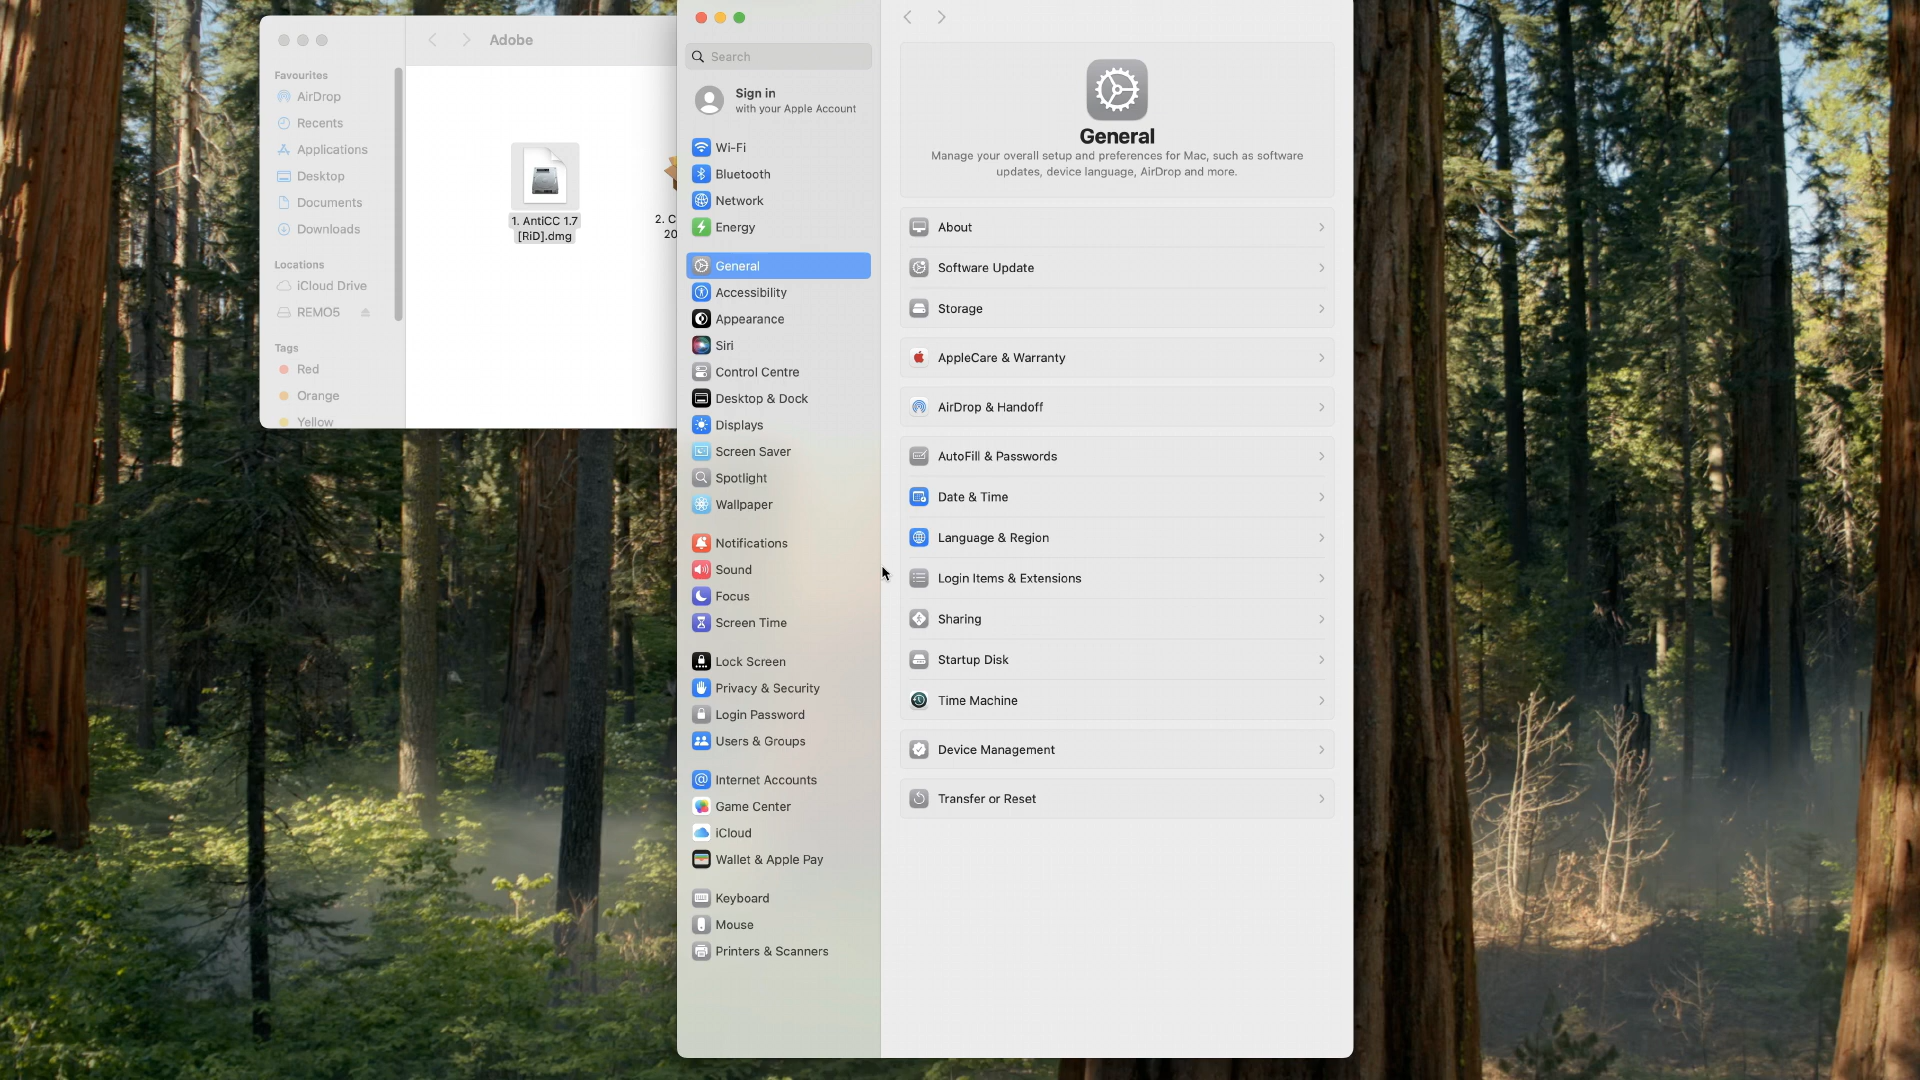 Adobe
Favourites
AirDrop
Recents
Applications
Desktop
Documents
Downloads
Locations
iCloud Drive
REMO5
Tags
Red
Orange
Yellow
1. AntiCC 1.7
[RiD].dmg
2. C
20
Search
Sign in
with your Apple Account
Wi-Fi
Bluetooth
Network
Energy
General
Accessibility
Appearance
Siri
Control Centre
Desktop & Dock
Displays
Screen Saver
Spotlight
Wallpaper
Notifications
Sound
Focus
Screen Time
Lock Screen
Privacy & Security
Login Password
Users & Groups
Internet Accounts
Game Center
iCloud
Wallet & Apple Pay
Keyboard
Mouse
Printers & Scanners
General
Manage your overall setup and preferences for Mac, such as software
updates, device language, AirDrop and more.
About
Software Update
Storage
AppleCare & Warranty
AirDrop & Handoff
AutoFill & Passwords
Date & Time
Language & Region
Login Items & Extensions
Sharing
Startup Disk
Time Machine
Device Management
Transfer or Reset